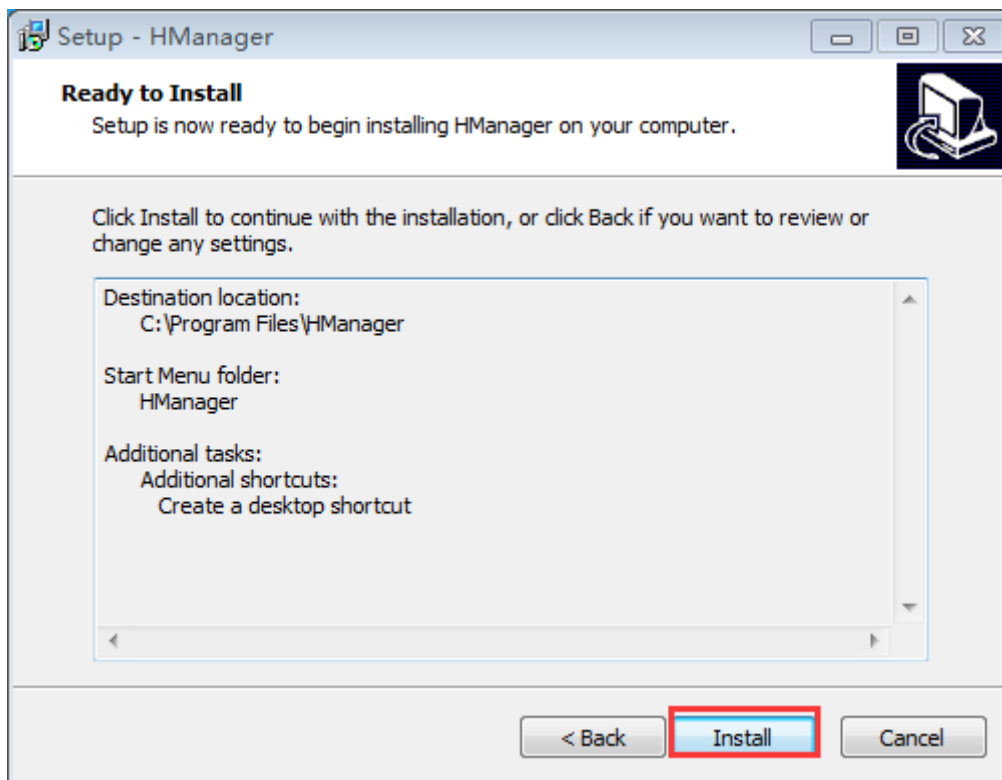 Setup - HManager
Ready to Install
Setup is now ready to begin installing HManager on your computer.
Click Install to continue with the installation, or click Back if you want to review or
change any settings.
Destination location:
C:\Program Files\HManager
Start Menu folder:
HManager
Additional tasks:
Additional shortcuts:
Create a desktop shortcut
< Back
Install
Cancel